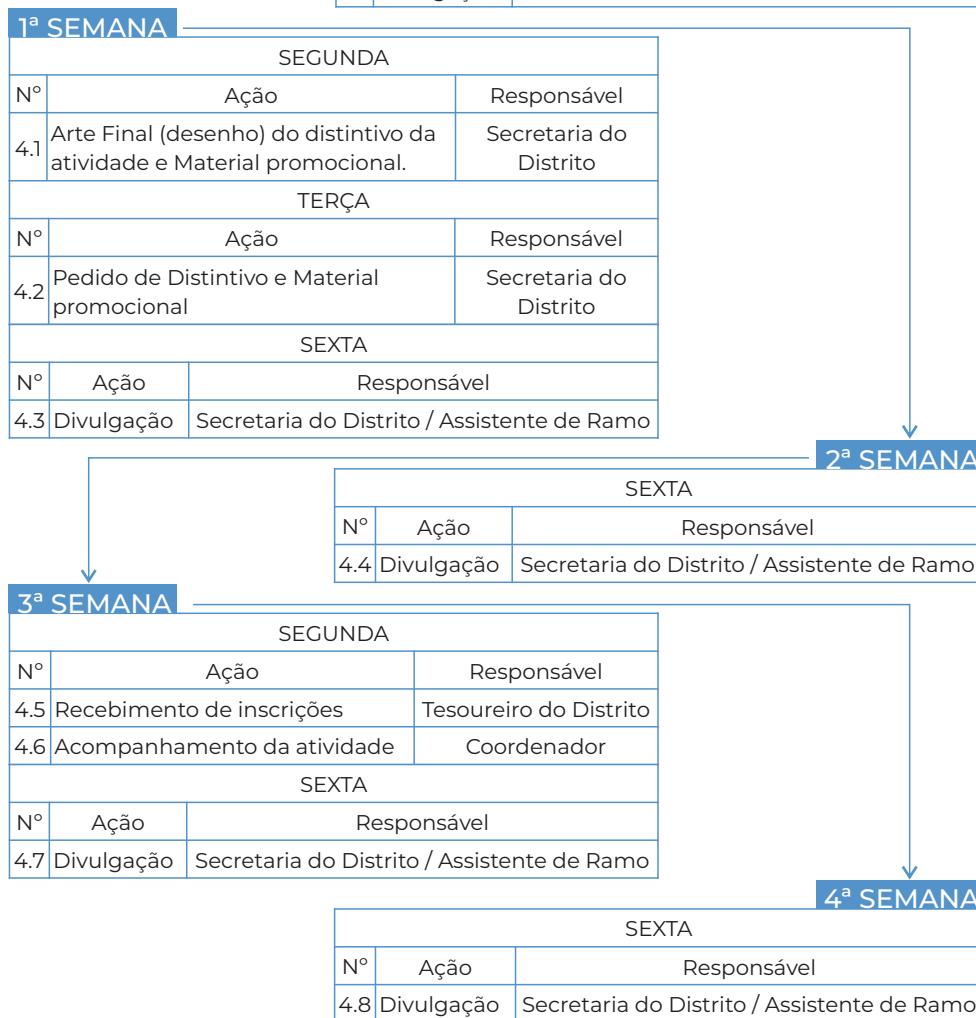 1ª SEMANA
SEGUNDA
Nº Ação Responsável
4.1 Arte Final (desenho) do distintivo da atividade e Material promocional. Secretaria do Distrito
TERÇA
Nº Ação Responsável
4.2 Pedido de Distintivo e Material promocional Secretaria do Distrito
SEXTA
Nº Ação Responsável
4.3 Divulgação Secretaria do Distrito / Assistente de Ramo
2ª SEMANA
SEXTA
Nº Ação Responsável
4.4 Divulgação Secretaria do Distrito / Assistente de Ramo
3ª SEMANA
SEGUNDA
Nº Ação Responsável
4.5 Recebimento de inscrições Tesoureiro do Distrito
4.6 Acompanhamento da atividade Coordenador
SEXTA
Nº Ação Responsável
4.7 Divulgação Secretaria do Distrito / Assistente de Ramo
4ª SEMANA
SEXTA
Nº Ação Responsável
4.8 Divulgação Secretaria do Distrito / Assistente de Ramo